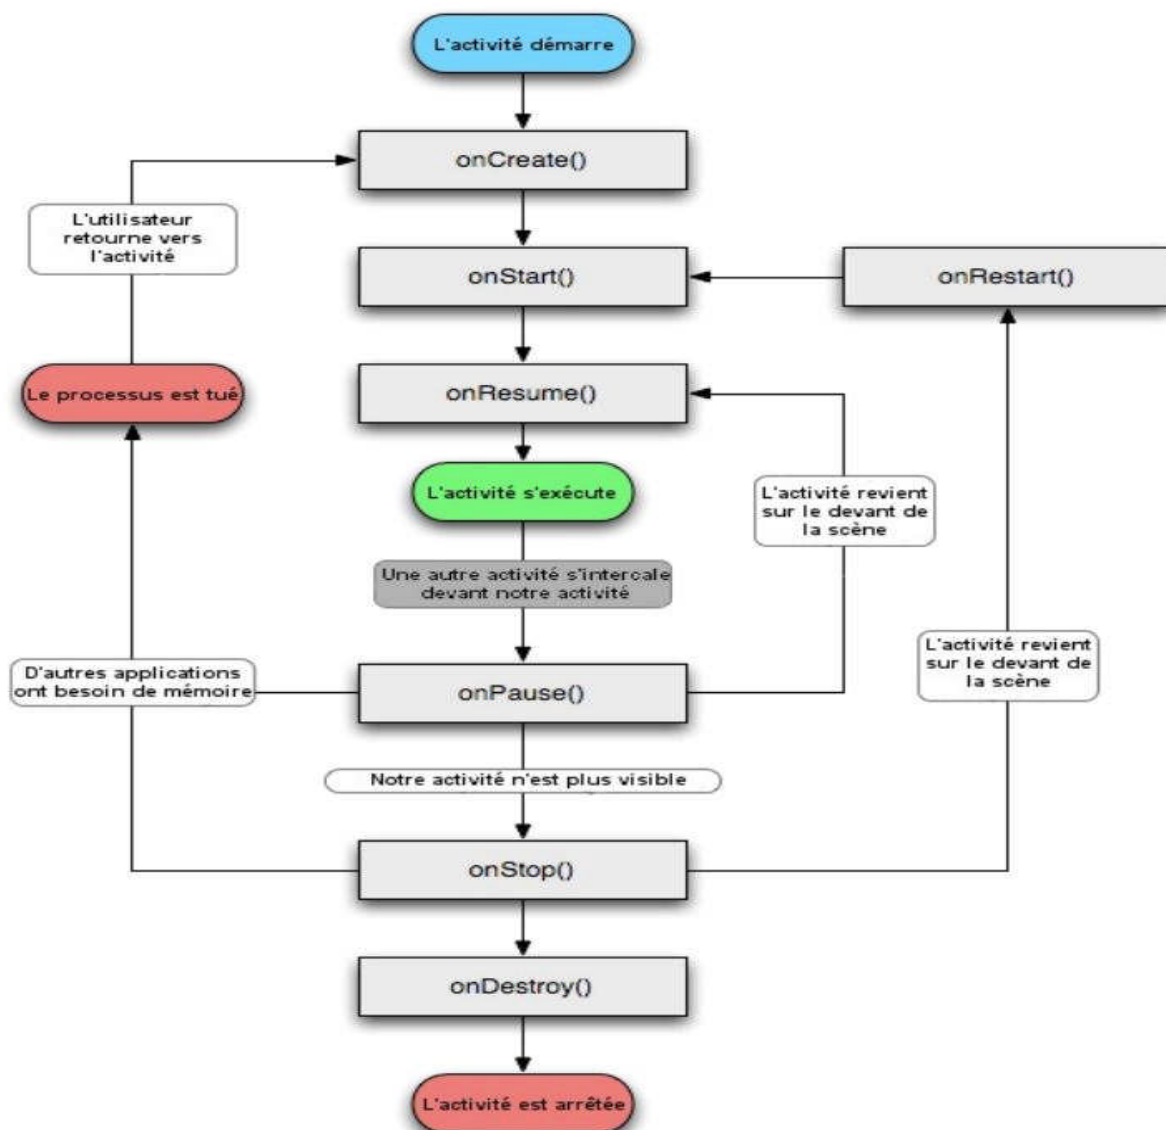 L'activité démarre
onCreate()
L'utilisateur
retourne vers
l'activité
onStart()
onRestart()
Le processus est tué
onResume()
L'activité s'exécute
L'activité revient
sur le devant de
la scène
Une autre activité s'intercale
devant notre activité
L'activité revient
sur le devant de
la scène
D'autres applications
ont besoin de mémoire
onPause()
Notre activité n'est plus visible
onStop()
onDestroy()
L'activité est arrêtée